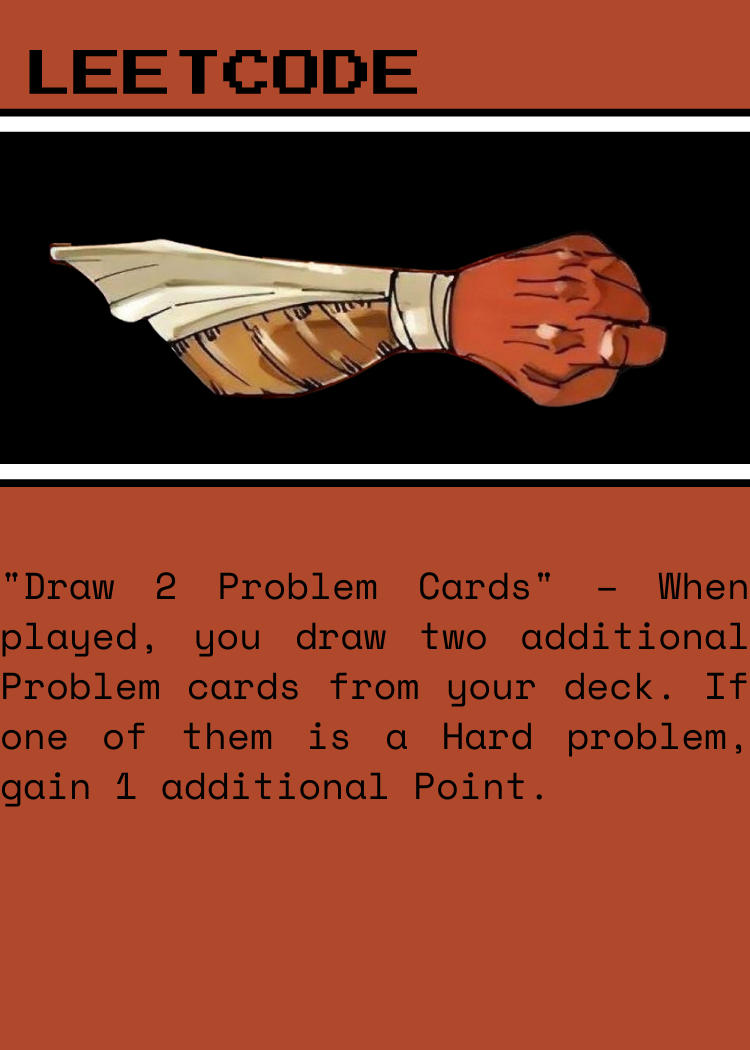 LEETCODE
"Draw 2 Problem Cards" – When
played, you draw two additional
Problem cards from your deck. If
one of them is a Hard problem,
gain 1 additional Point.